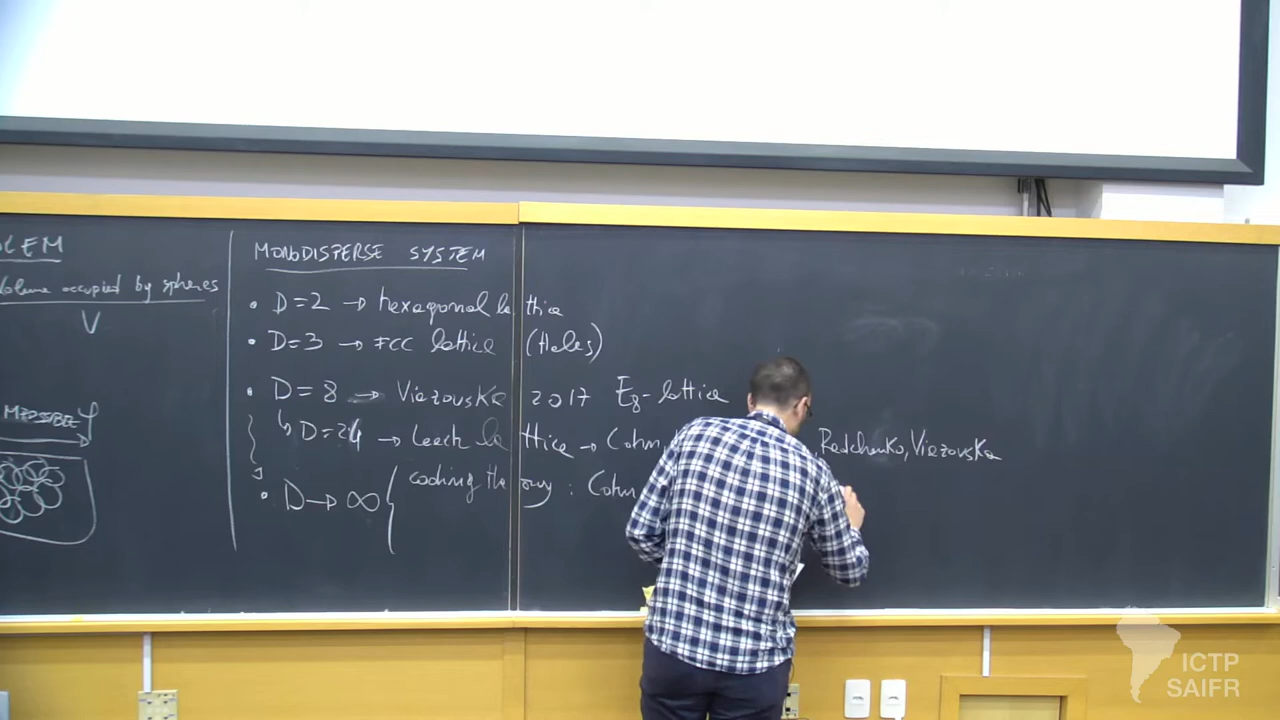 Volume occupied by spheres
V
MONODISPERSE SYSTEM
• D=2 → hexagonal lattice
• D=3 → FCC lattice (Hales)
• D=8 → Viazovska 2017 E8-lattice
↳ D=24 → Leech lattice → Cohn, Radchenko, Viazovska
• D→∞ { coding theory : Cohn
ICTP
SAIFR